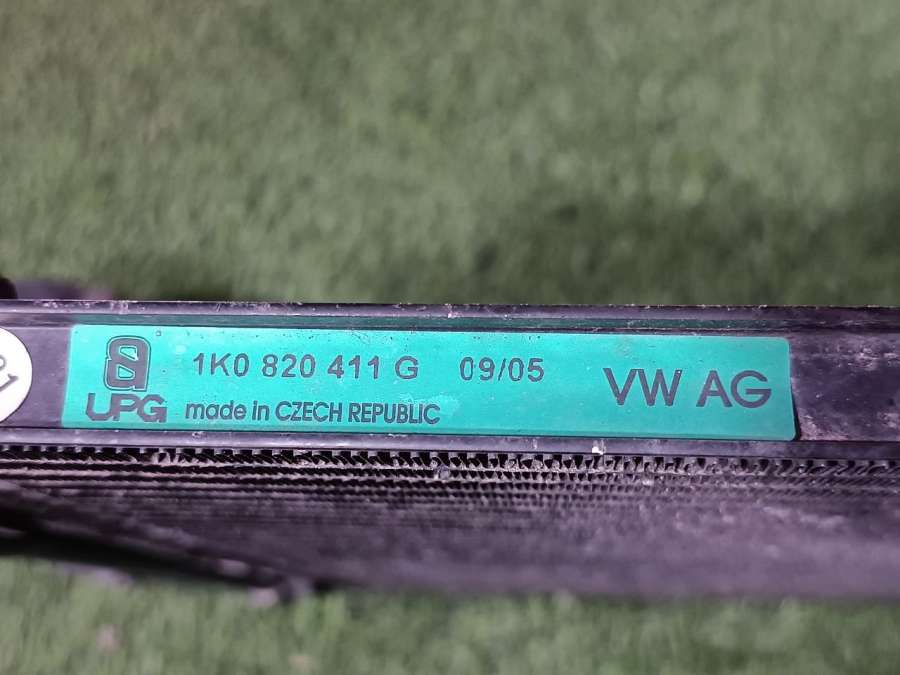 1K0 820 411 G 09/05
VW AG
UPG made in CZECH REPUBLIC